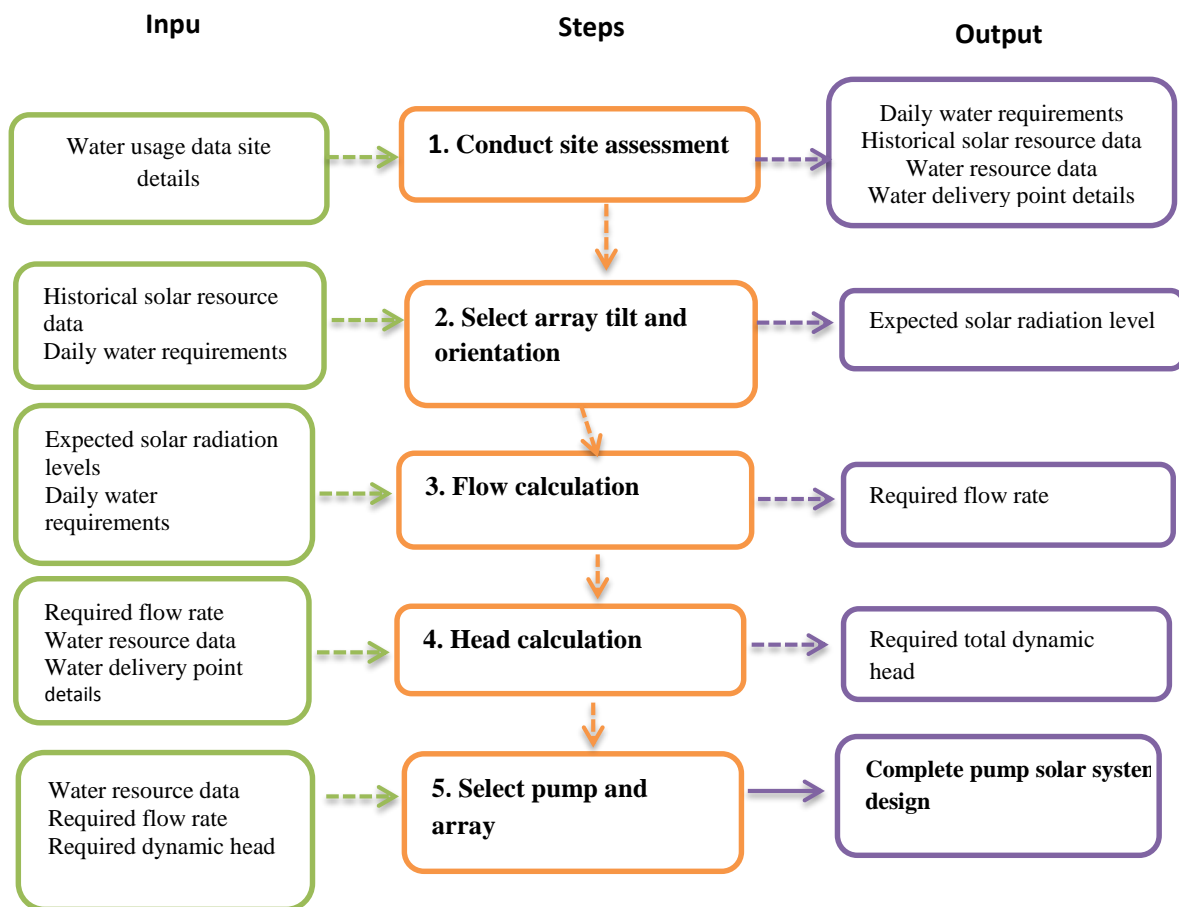 Inpu
Steps
Output
Water usage data site
details
1. Conduct site assessment
Daily water requirements
Historical solar resource data
Water resource data
Water delivery point details
Historical solar resource
data
Daily water requirements
2. Select array tilt and
orientation
Expected solar radiation level
Expected solar radiation
levels
Daily water
requirements
3. Flow calculation
Required flow rate
Required flow rate
Water resource data
Water delivery point
details
4. Head calculation
Required total dynamic
head
Water resource data
Required flow rate
Required dynamic head
5. Select pump and
array
Complete pump solar system
design